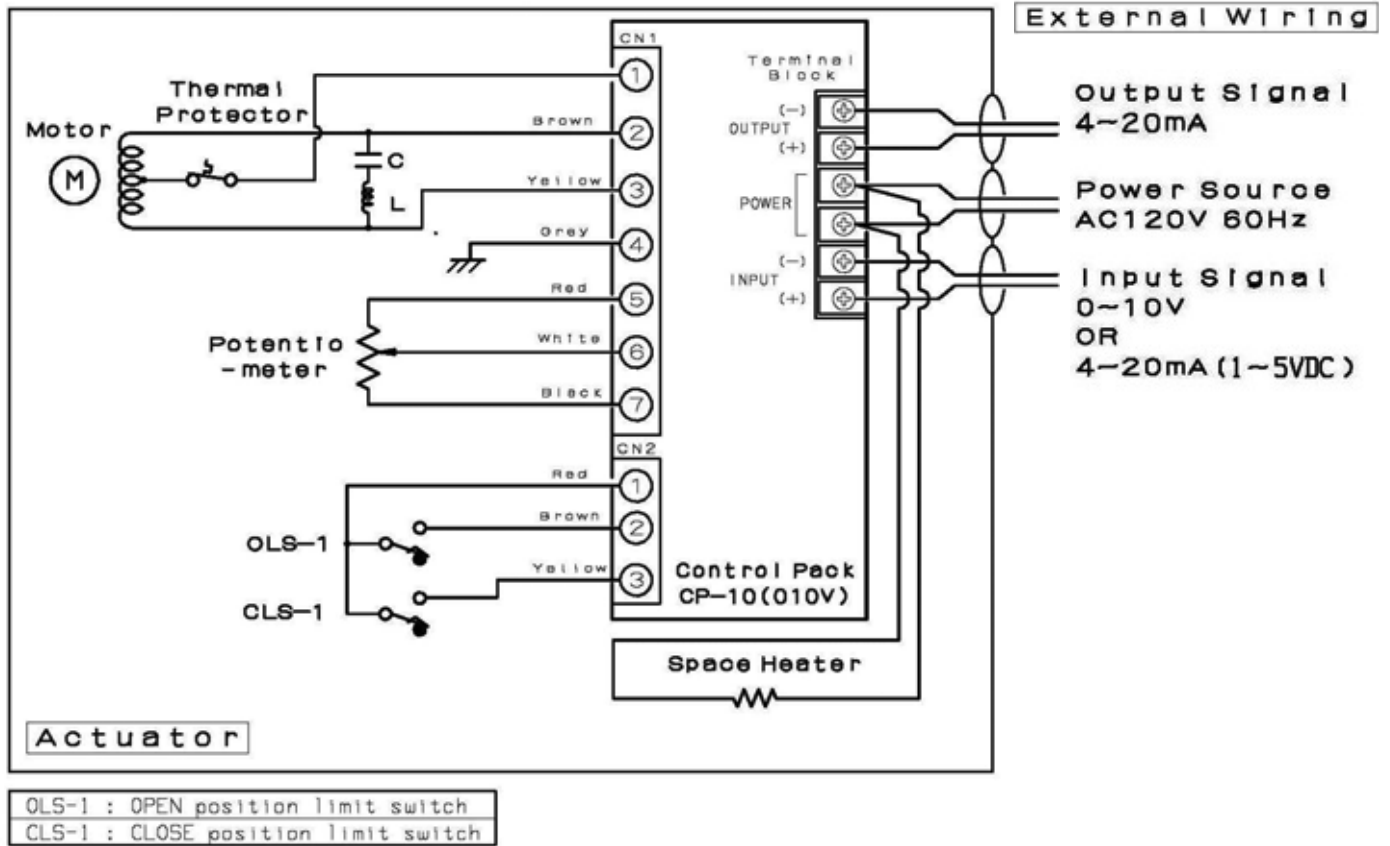 External Wiring
CN1
Terminal
Block
1
Thermal
Protector
Motor
M
Brown
2
C
L
Yellow
3
Grey
4
Red
5
Potentio
-meter
White
6
Black
7
(-)
OUTPUT
(+)
POWER
(-)
INPUT
(+)
Output Signal
4~20mA
Power Source
AC120V 60Hz
Input Signal
0~10V
OR
4~20mA(1~5VDC)
CN2
Red
1
Brown
2
OLS-1
Yellow
3
CLS-1
Control Pack
CP-10(010V)
Space Heater
Actuator
OLS-1 : OPEN position limit switch
CLS-1 : CLOSE position limit switch